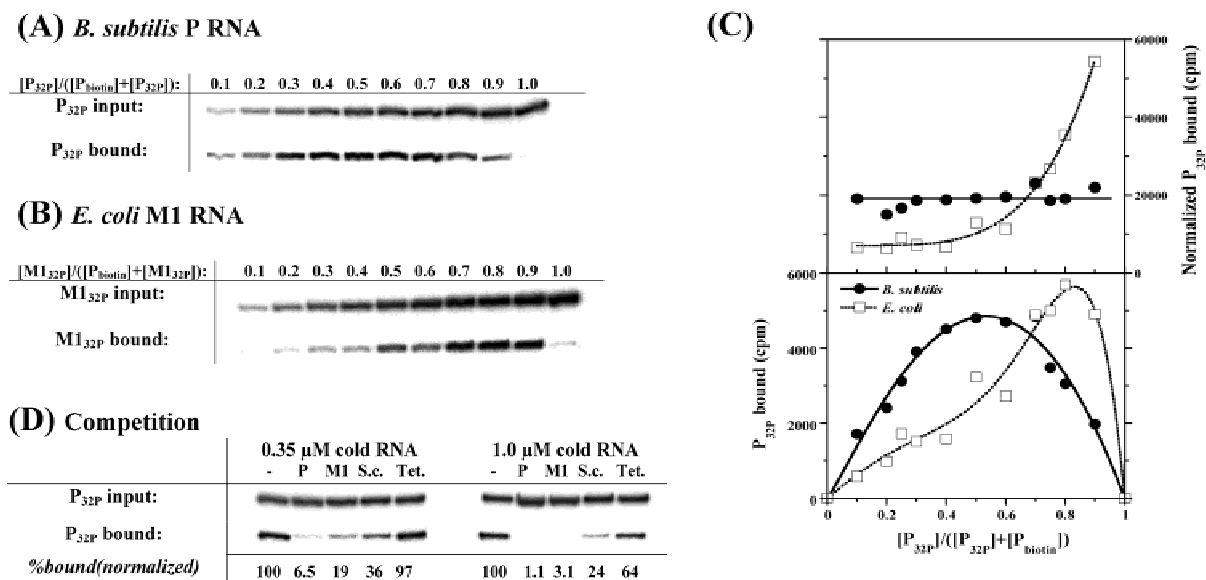 (A) B. subtilis P RNA
[P32P]/([Pbiotin]+[P32P]): 0.1 0.2 0.3 0.4 0.5 0.6 0.7 0.8 0.9 1.0
P32P input:
P32P bound:
(B) E. coli M1 RNA
[M132P]/([Pbiotin]+[M132P]): 0.1 0.2 0.3 0.4 0.5 0.6 0.7 0.8 0.9 1.0
M132P input:
M132P bound:
(D) Competition
0.35 µM cold RNA 1.0 µM cold RNA
- P M1 S.c. Tet. - P M1 S.c. Tet.
P32P input:
P32P bound:
%bound(normalized) 100 6.5 19 36 97 100 1.1 3.1 24 64
(C)
60000
40000
20000
0
Normalized P32P bound (cpm)
6000
4000
2000
0
P32P bound (cpm)
B. subtilis
E. coli
0 0.2 0.4 0.6 0.8 1
[P32P]/([P32P]+[Pbiotin])